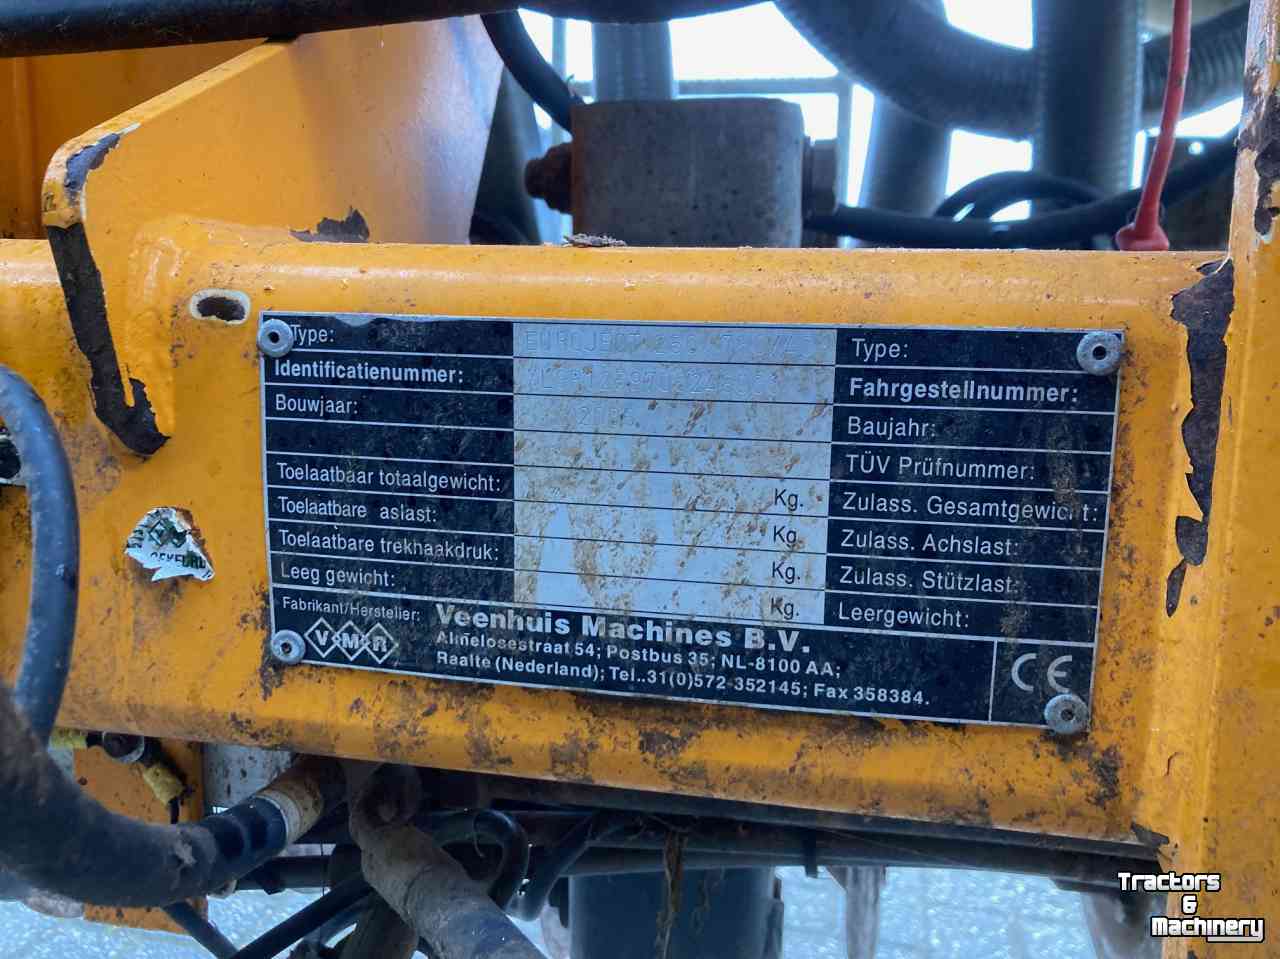 Type: Type:
Identificatienummer: Fahrgestellnummer:
Bouwjaar: Baujahr:
TÜV Prüfnummer:
Toelaatbaar totaalgewicht: Kg. Zulass. Gesamtgewicht:
Toelaatbare aslast: Kg. Zulass. Achslast:
Toelaatbare trekhaakdruk: Kg. Zulass. Stützlast:
Leeg gewicht: Kg. Leergewicht:
Fabrikant/Hersteller: Veenhuis Machines B.V.
VMR
Almelosestraat 54; Postbus 35; NL-8100 AA;
Raalte (Nederland); Tel..31(0)572-352145; Fax 358384.
CE
Tractors
&
Machinery